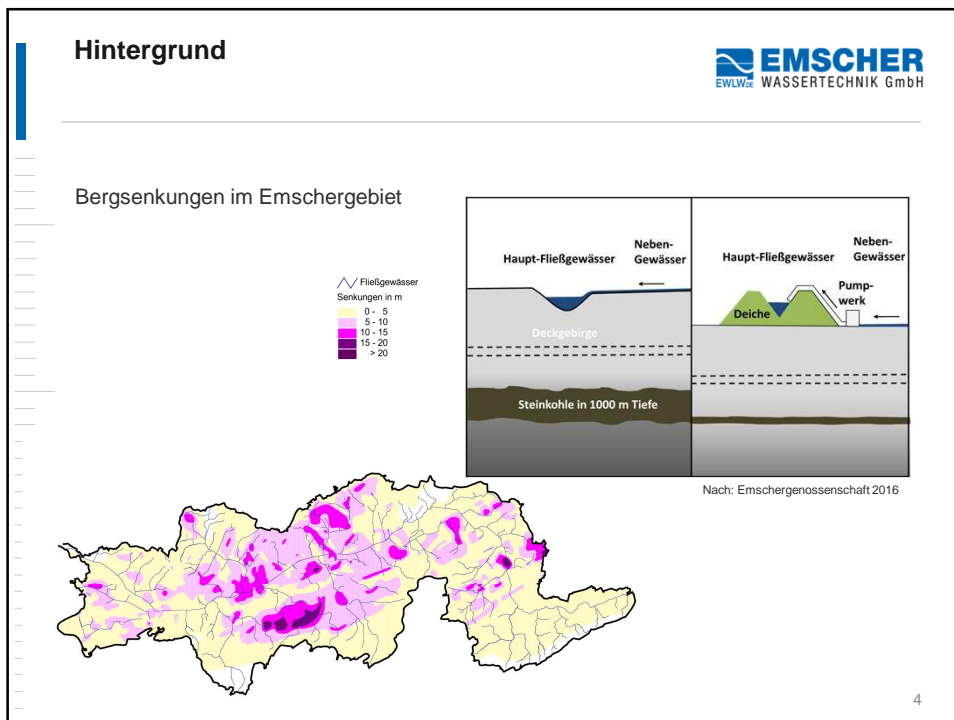 Hintergrund
EMSCHER
EWLW.DE WASSERTECHNIK GmbH
Bergsenkungen im Emschergebiet
Fließgewässer
Senkungen in m
0 - 5
5 - 10
10 - 15
15 - 20
> 20
Haupt-Fließgewässer
Neben-
Gewässer
Deckgebirge
Steinkohle in 1000 m Tiefe
Haupt-Fließgewässer
Neben-
Gewässer
Pump-
werk
Deiche
Nach: Emschergenossenschaft 2016
4